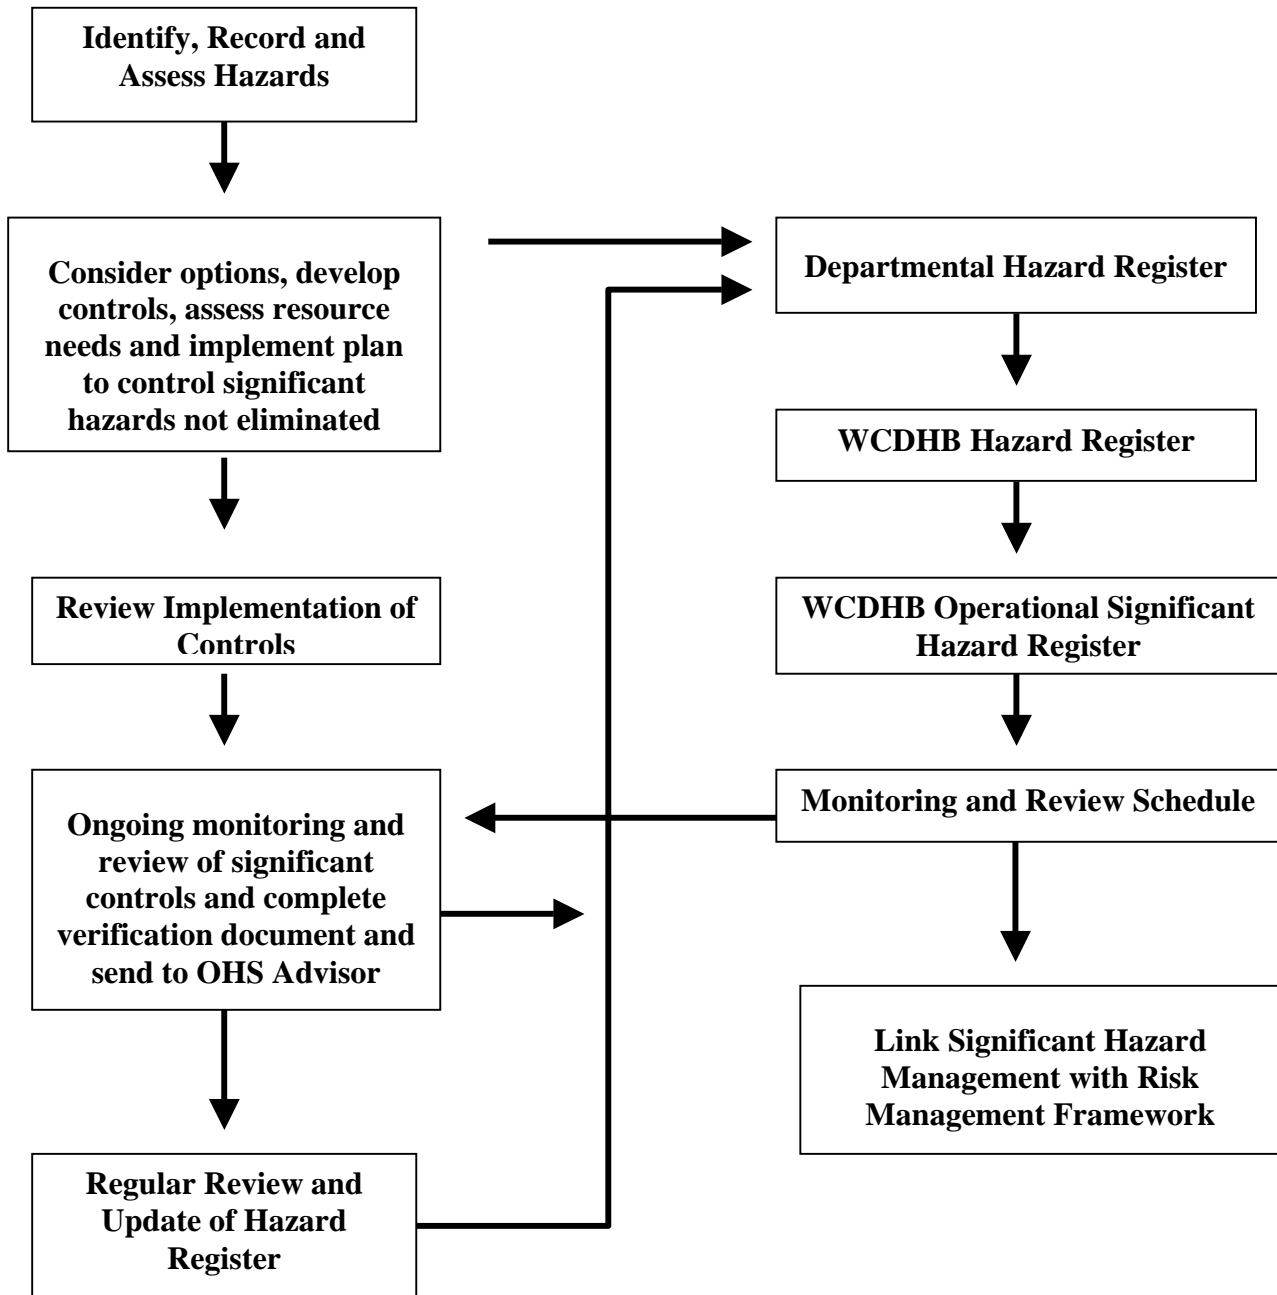 Identify, Record and
Assess Hazards
Consider options, develop
controls, assess resource
needs and implement plan
to control significant
hazards not eliminated
Review Implementation of
Controls
Ongoing monitoring and
review of significant
controls and complete
verification document and
send to OHS Advisor
Regular Review and
Update of Hazard
Register
Departmental Hazard Register
WCDHB Hazard Register
WCDHB Operational Significant
Hazard Register
Monitoring and Review Schedule
Link Significant Hazard
Management with Risk
Management Framework